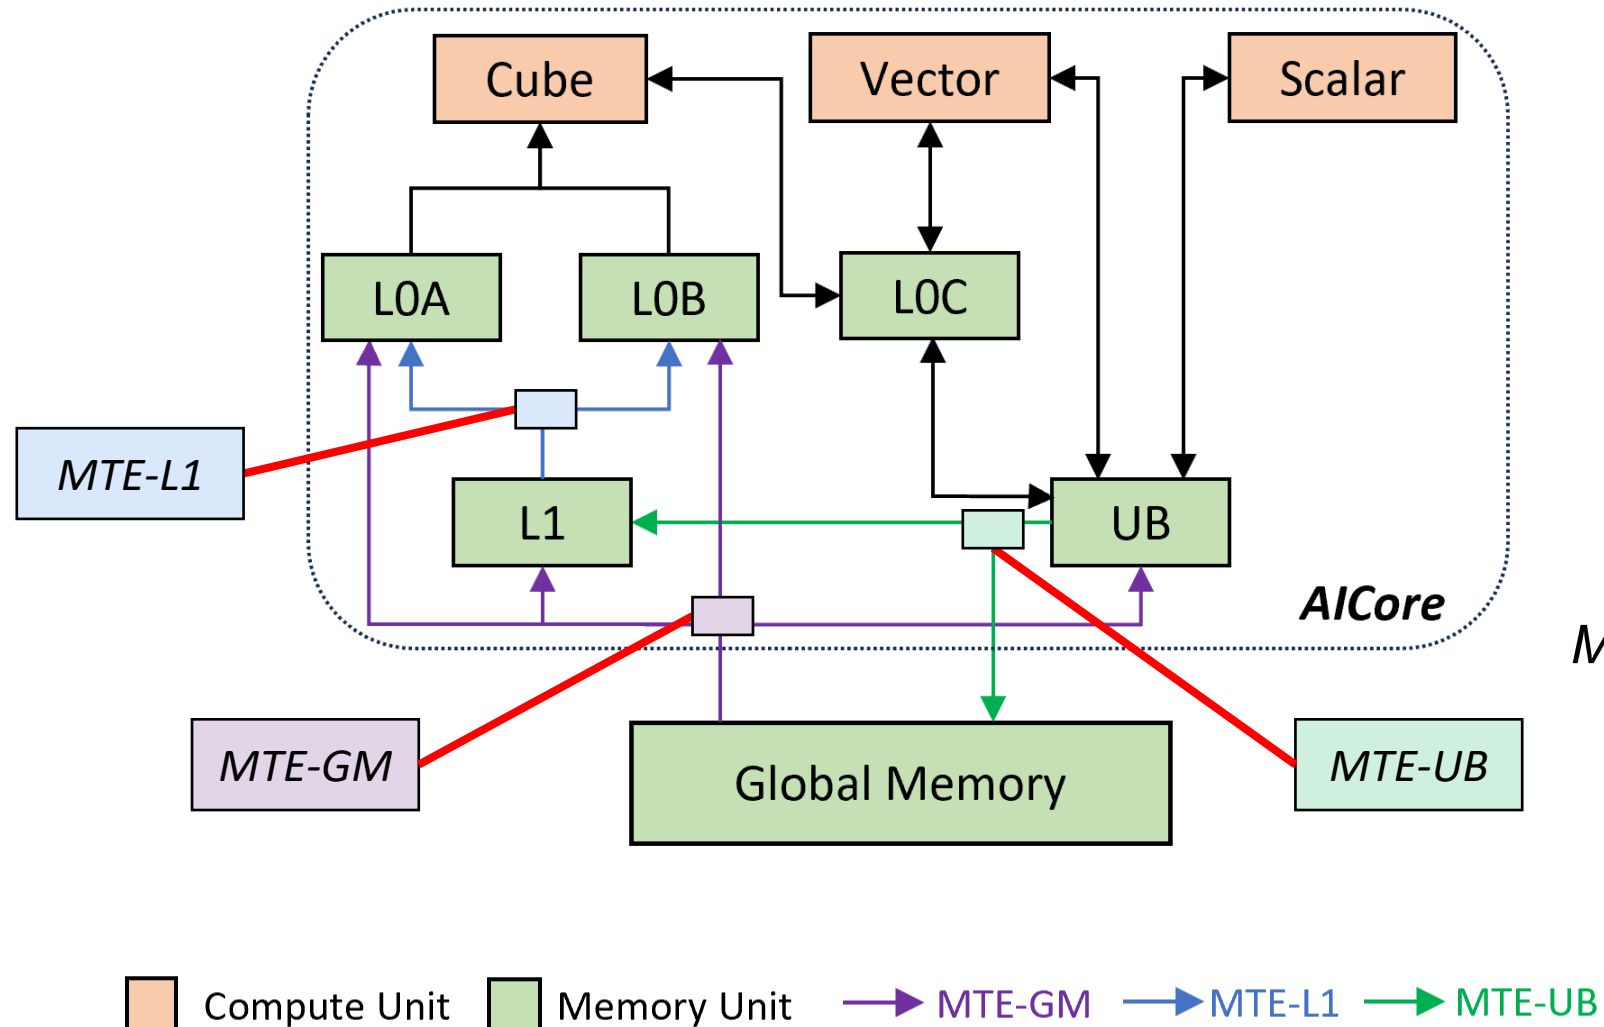 Cube
Vector
Scalar
L0A
L0B
L0C
MTE-L1
L1
UB
AICore
M
MTE-GM
Global Memory
MTE-UB
Compute Unit
Memory Unit
MTE-GM
MTE-L1
MTE-UB